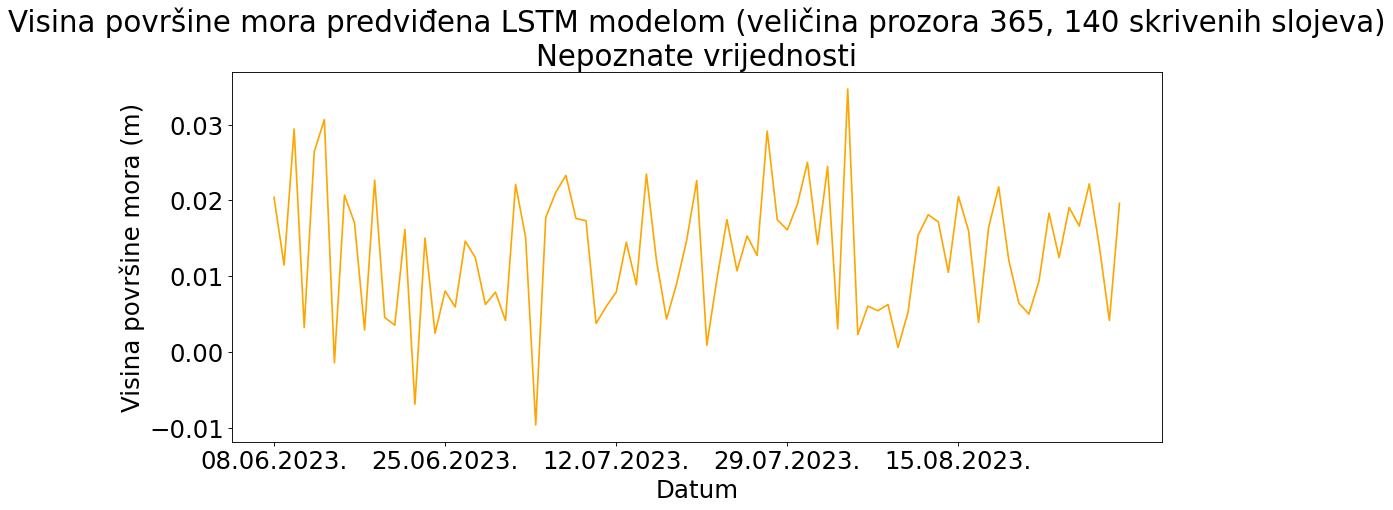 Visina površine mora predviđena LSTM modelom (veličina prozora 365, 140 skrivenih slojeva)
Nepoznate vrijednosti
Visina površine mora (m)
0.03
0.02
0.01
0.00
−0.01
08.06.2023. 25.06.2023. 12.07.2023. 29.07.2023. 15.08.2023.
Datum